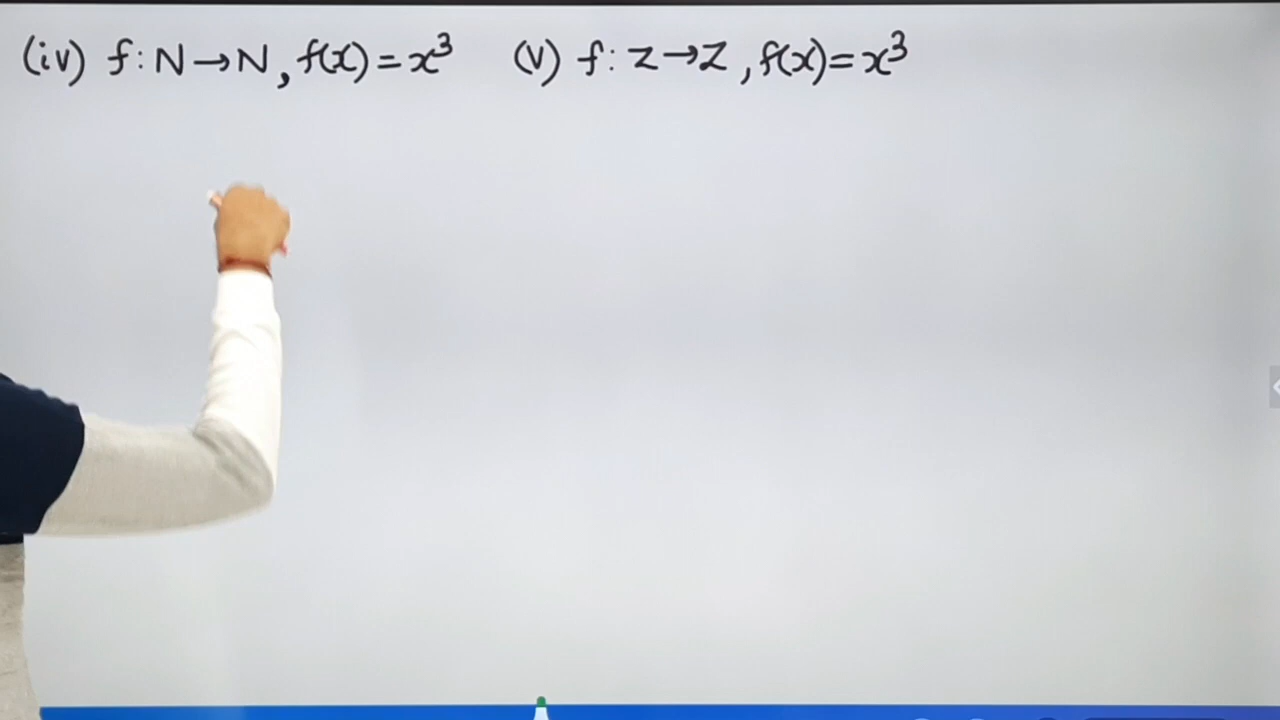 (iv) f : N → N , f(x) = x³ (v) f : Z → Z , f(x) = x³